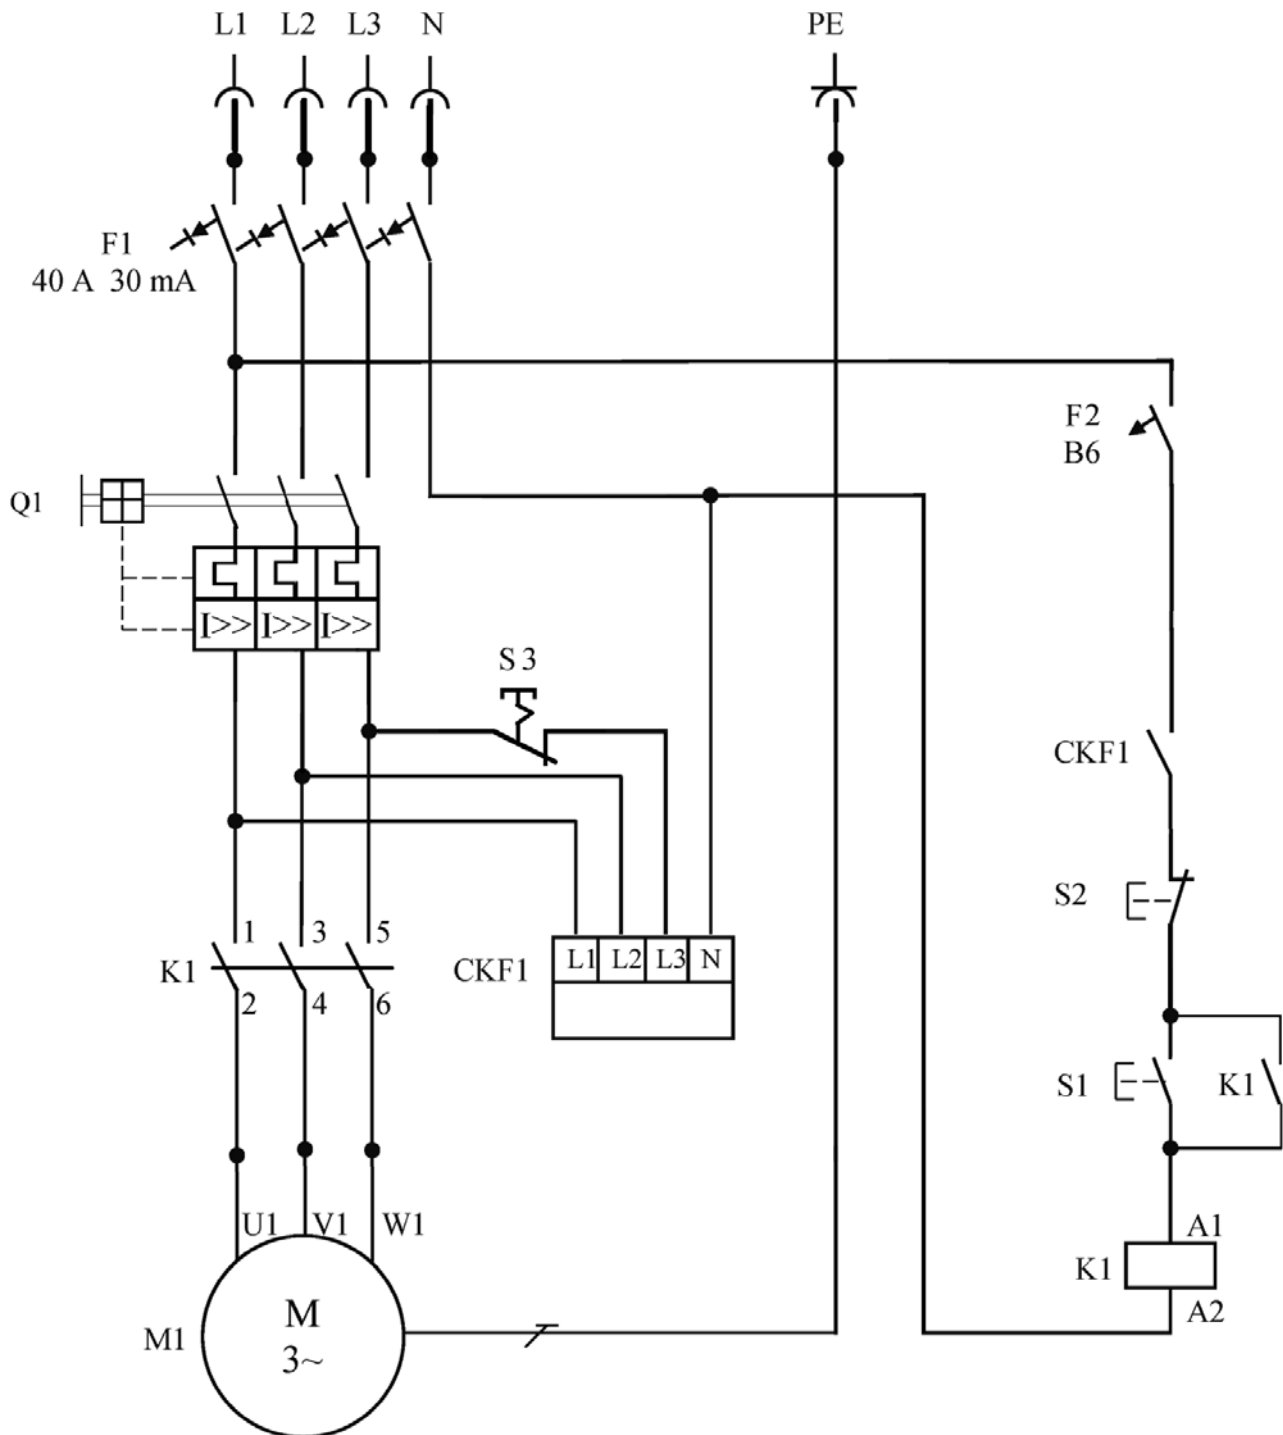 L1 L2 L3 N PE
F1
40 A 30 mA
F2
B6
Q1
I>> I>> I>>
S 3
CKF1
S2
1 3 5
K1
2 4 6
CKF1
L1 L2 L3 N
S1
K1
U1 V1 W1
A1
K1
A2
M1
M
3~